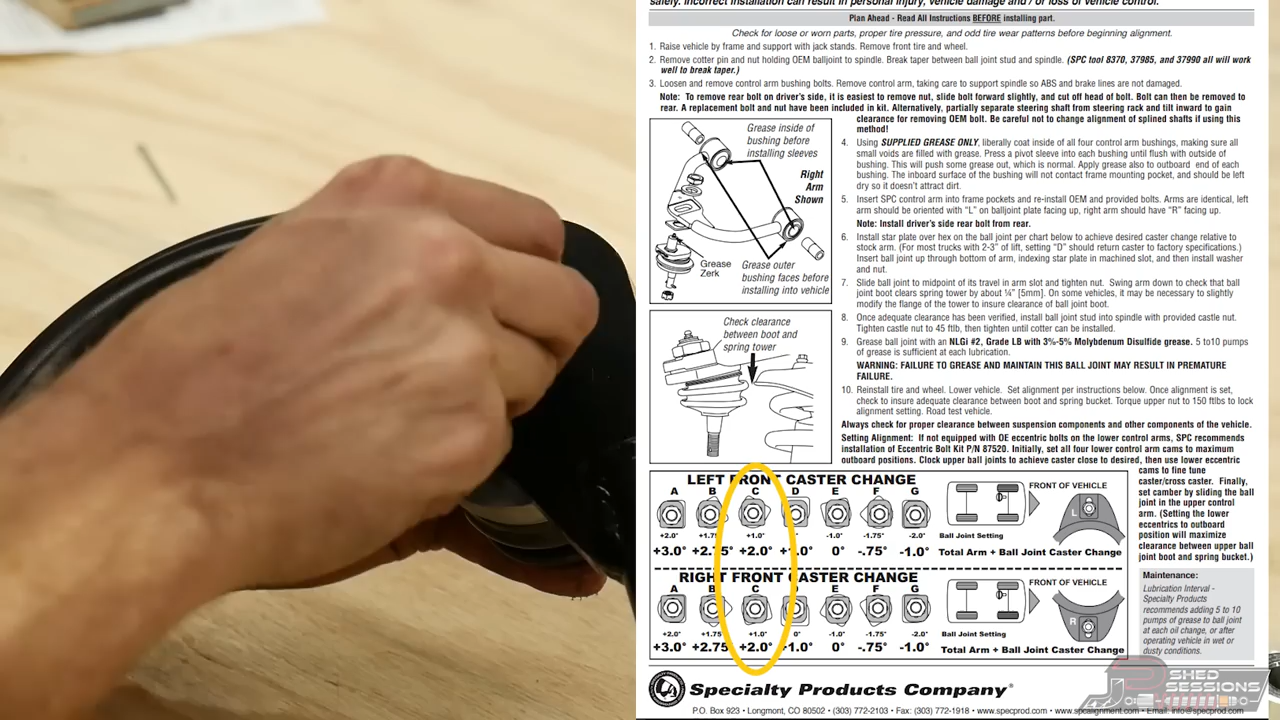 safely. Incorrect installation can result in personal injury, vehicle damage and / or loss of vehicle control.
Plan Ahead - Read All Instructions BEFORE installing part.
Check for loose or worn parts, proper tire pressure, and odd tire wear patterns before beginning alignment.
1. Raise vehicle by frame and support with jack stands. Remove front tire and wheel.
2. Remove cotter pin and nut holding OEM balljoint to spindle. Break taper between ball joint stud and spindle. (SPC tool 8370, 37985, and 37990 all will work
well to break taper.)
3. Loosen and remove control arm bushing bolts. Remove control arm, taking care to support spindle so ABS and brake lines are not damaged.
Note: To remove rear bolt on driver's side, it is easiest to remove nut, slide bolt forward slightly, and cut off head of bolt. Bolt can then be removed to
rear. A replacement bolt and nut have been included in kit. Alternatively, partially separate steering shaft from steering rack and tilt inward to gain
clearance for removing OEM bolt. Be careful not to change alignment of splined shafts if using this
method!
Grease inside of
bushing before
installing sleeves
Right
Arm
Shown
Grease
Zerk
Grease outer
bushing faces before
installing into vehicle
4. Using SUPPLIED GREASE ONLY, liberally coat inside of all four control arm bushings, making sure all
small voids are filled with grease. Press a pivot sleeve into each bushing until flush with outside of
bushing. This will push some grease out, which is normal. Apply grease also to outboard end of each
bushing. The inboard surface of the bushing will not contact frame mounting pocket, and should be left
dry so it doesn't attract dirt.
5. Insert SPC control arm into frame pockets and re-install OEM and provided bolts. Arms are identical, left
arm should be oriented with "L" on balljoint plate facing up, right arm should have "R" facing up.
Note: Install driver's side rear bolt from rear.
6. Install star plate over hex on the ball joint per chart below to achieve desired caster change relative to
stock arm. (For most trucks with 2-3" of lift, setting "D" should return caster to factory specifications.)
Insert ball joint up through bottom of arm, indexing star plate in machined slot, and then install washer
and nut.
7. Slide ball joint to midpoint of its travel in arm slot and tighten nut. Swing arm down to check that ball
joint boot clears spring tower by about ¼" [5mm]. On some vehicles, it may be necessary to slightly
modify the flange of the tower to insure clearance of ball joint boot.
Check clearance
between boot and
spring tower
8. Once adequate clearance has been verified, install ball joint stud into spindle with provided castle nut.
Tighten castle nut to 45 ftlb, then tighten until cotter can be installed.
9. Grease ball joint with an NLGi #2, Grade LB with 3%-5% Molybdenum Disulfide grease. 5 to10 pumps
of grease is sufficient at each lubrication.
WARNING: FAILURE TO GREASE AND MAINTAIN THIS BALL JOINT MAY RESULT IN PREMATURE
FAILURE.
10. Reinstall tire and wheel. Lower vehicle. Set alignment per instructions below. Once alignment is set,
check to insure adequate clearance between boot and spring bucket. Torque upper nut to 150 ftlbs to lock
alignment setting. Road test vehicle.
Always check for proper clearance between suspension components and other components of the vehicle.
Setting Alignment: If not equipped with OE eccentric bolts on the lower control arms, SPC recommends
installation of Eccentric Bolt Kit P/N 87520. Initially, set all four lower control arm cams to maximum
outboard positions. Clock upper ball joints to achieve caster close to desired, then use lower eccentric
cams to fine tune
caster/cross caster. Finally,
set camber by sliding the ball
joint in the upper control
arm. (Setting the lower
eccentrics to outboard
position will maximize
clearance between upper ball
joint boot and spring bucket.)
LEFT FRONT CASTER CHANGE
A B C D E F G
+2.0° +1.75 +1.0° -1.0° -1.75° -2.0°
+3.0° +2.75° +2.0° +1.0° 0° -.75° -1.0°
FRONT OF VEHICLE
L
Ball Joint Setting
Total Arm + Ball Joint Caster Change
RIGHT FRONT CASTER CHANGE
A B C D E F G
+2.0° +1.75° +1.0° 0° -1.0° -1.75° -2.0°
+3.0° +2.75 +2.0° +1.0° 0° -.75° -1.0°
FRONT OF VEHICLE
R
Ball Joint Setting
Total Arm + Ball Joint Caster Change
Maintenance:
Lubrication Interval -
Specialty Products
recommends adding 5 to 10
pumps of grease to ball joint
at each oil change, or after
operating vehicle in wet or
dusty conditions.
Specialty Products Company®
P.O. Box 923 • Longmont, CO 80502 • (303) 772-2103 • Fax: (303) 772-1918 • www.specprod.com • www.spcalignment.com • Email: info@specprod.com
SHED
SESSIONS